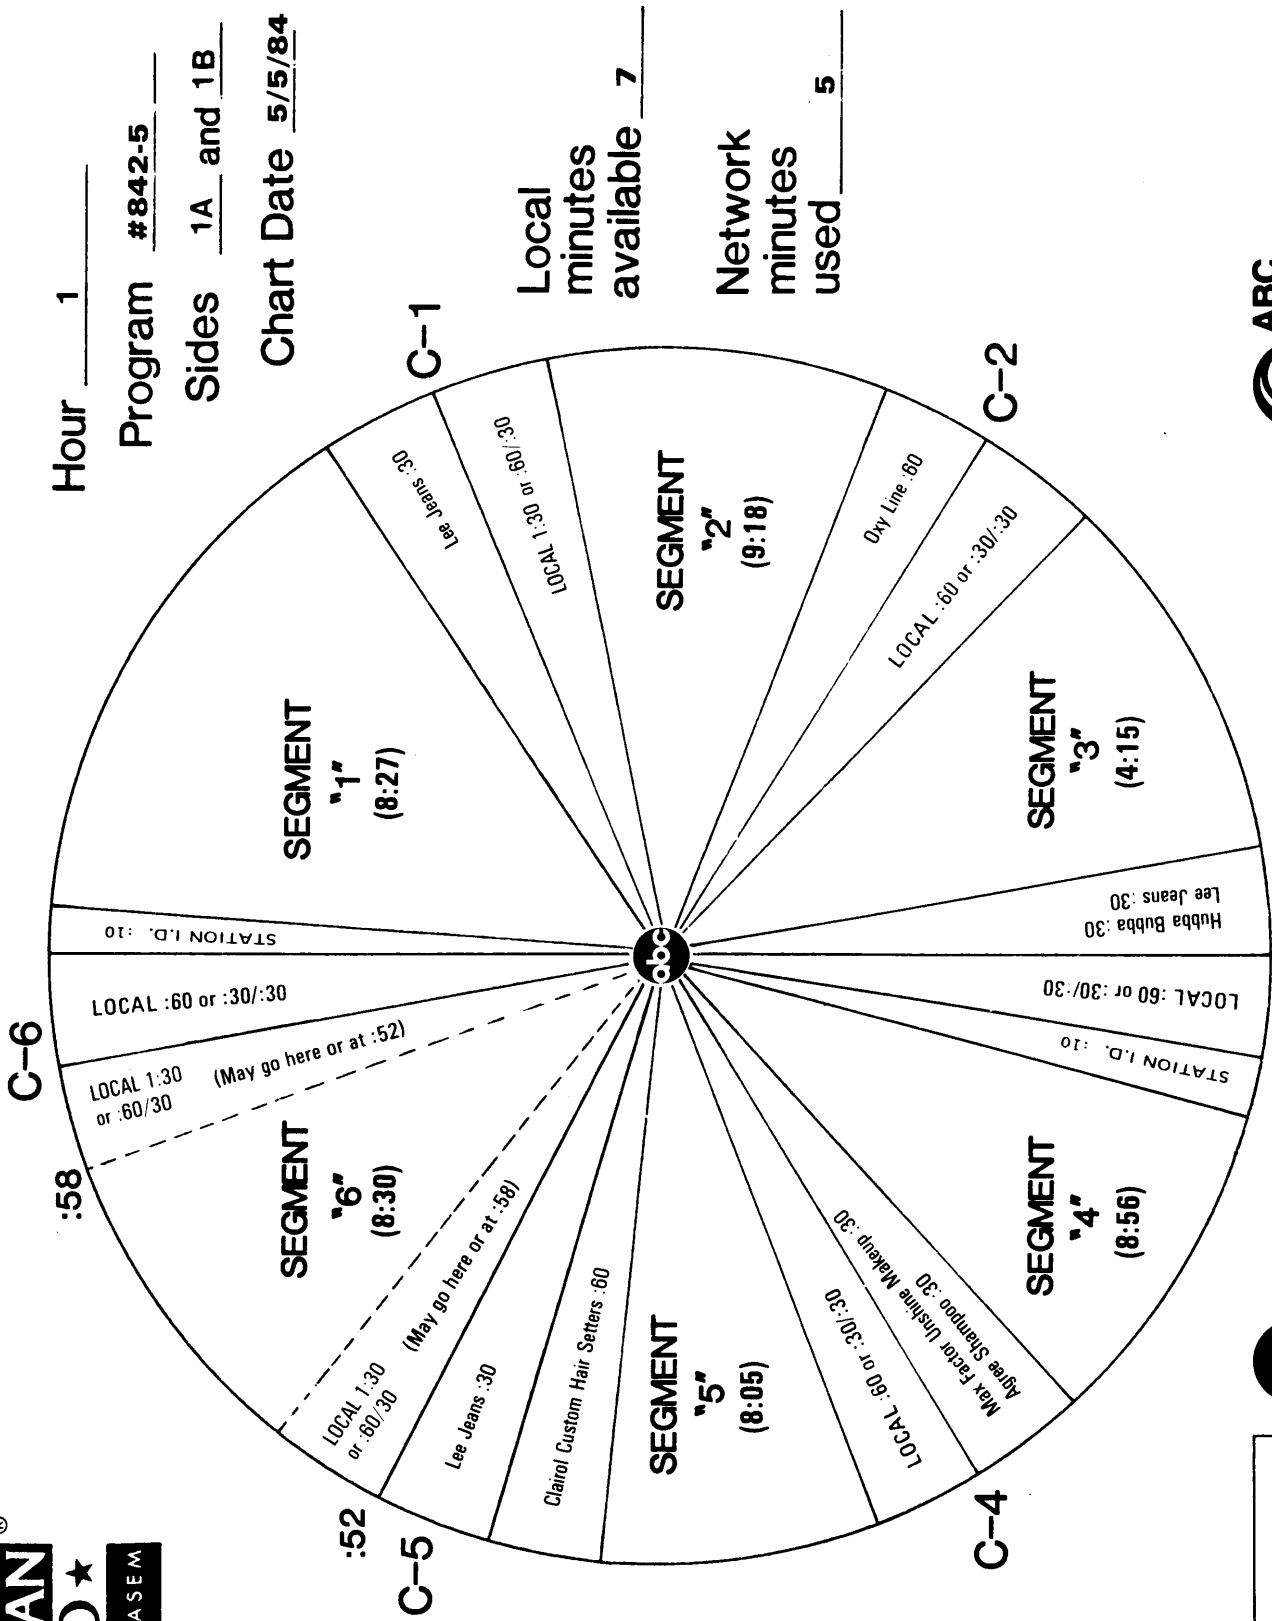 Hour 1
Program #842-5
Sides 1A and 1B
Chart Date 5/5/84
Local
minutes
available 7
Network
minutes
used 5
STATION I.D. :10
SEGMENT
"1"
(8:27)
Lee Jeans :30
C-1
LOCAL 1:30 or :60/:30
SEGMENT
"2"
(9:18)
Oxy Line :60
C-2
LOCAL :60 or :30/:30
SEGMENT
"3"
(4:15)
Hubba Bubba :30
Lee Jeans :30
LOCAL :60 or :30/:30
STATION I.D. :10
SEGMENT
"4"
(8:56)
Max Factor Unshine Makeup :30
Agree Shampoo :30
C-4
LOCAL :60 or :30/:30
SEGMENT
"5"
(8:05)
Clairol Custom Hair Setters :60
Lee Jeans :30
C-5
:52
LOCAL 1:30
or :60/30
(May go here or at :58)
SEGMENT
"6"
(8:30)
:58
LOCAL 1:30
or :60/30
(May go here or at :52)
C-6
LOCAL :60 or :30/:30
abc
ABC
AN
ASEM